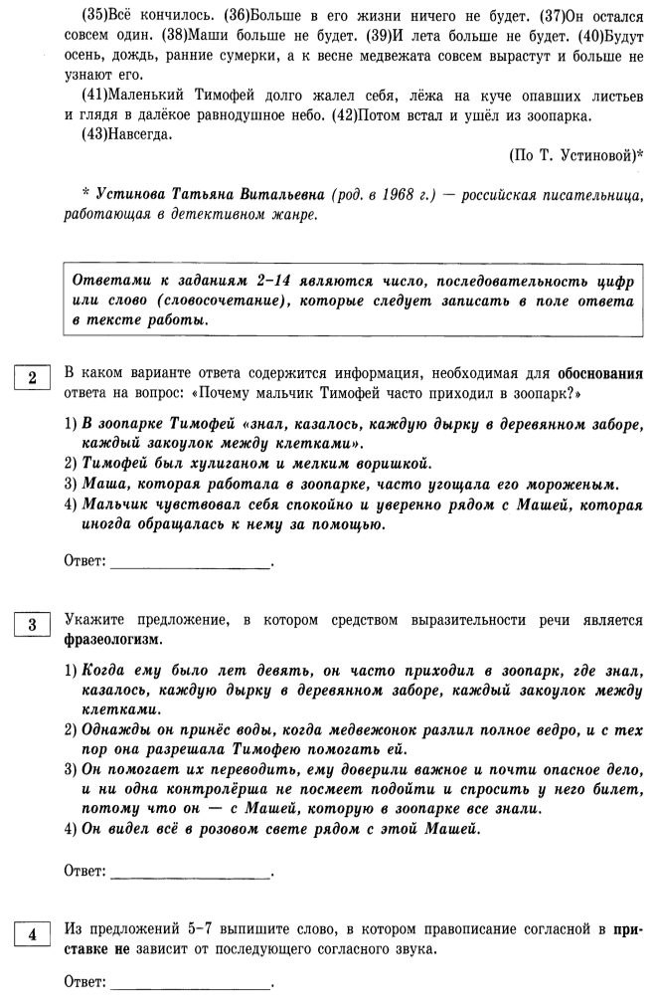 (35)Всё кончилось. (36)Больше в его жизни ничего не будет. (37)Он остался
совсем один. (38)Маши больше не будет. (39)И лета больше не будет. (40)Будут
осень, дождь, ранние сумерки, а к весне медвежата совсем вырастут и больше не
узнают его.
(41)Маленький Тимофей долго жалел себя, лёжа на куче опавших листьев
и глядя в далёкое равнодушное небо. (42)Потом встал и ушёл из зоопарка.
(43)Навсегда.
(По Т. Устиновой)*
* Устинова Татьяна Витальевна (род. в 1968 г.) — российская писательница,
работающая в детективном жанре.
Ответами к заданиям 2–14 являются число, последовательность цифр
или слово (словосочетание), которые следует записать в поле ответа
в тексте работы.
2 В каком варианте ответа содержится информация, необходимая для обоснования
ответа на вопрос: «Почему мальчик Тимофей часто приходил в зоопарк?»
1) В зоопарке Тимофей «знал, казалось, каждую дырку в деревянном заборе,
каждый закоулок между клетками».
2) Тимофей был хулиганом и мелким воришкой.
3) Маша, которая работала в зоопарке, часто угощала его мороженым.
4) Мальчик чувствовал себя спокойно и уверенно рядом с Машей, которая
иногда обращалась к нему за помощью.
Ответ: ____________________.
3 Укажите предложение, в котором средством выразительности речи является
фразеологизм.
1) Когда ему было лет девять, он часто приходил в зоопарк, где знал,
казалось, каждую дырку в деревянном заборе, каждый закоулок между
клетками.
2) Однажды он принёс воды, когда медвежонок разлил полное ведро, и с тех
пор она разрешала Тимофею помогать ей.
3) Он помогает их переводить, ему доверили важное и почти опасное дело,
и ни одна контролёрша не посмеет подойти и спросить у него билет,
потому что он — с Машей, которую в зоопарке все знали.
4) Он видел всё в розовом свете рядом с этой Машей.
Ответ: ____________________.
4 Из предложений 5–7 выпишите слово, в котором правописание согласной в при-
ставке не зависит от последующего согласного звука.
Ответ: ____________________.